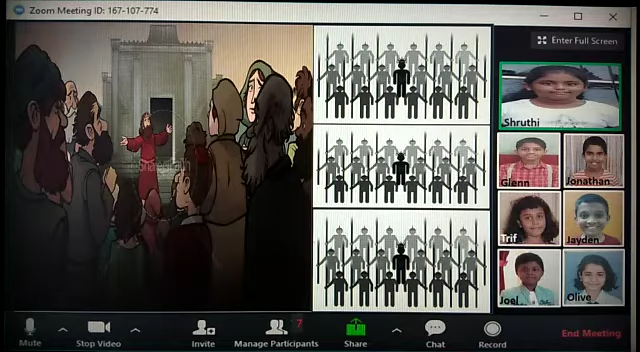 Zoom Meeting ID: 167-107-774
Enter Full Screen
Shruthi
Glenn
Jonathan
Trif
Jayden
Joel
Olive
Mute
Stop Video
Invite
Manage Participants
7
Share
Chat
Record
End Meeting